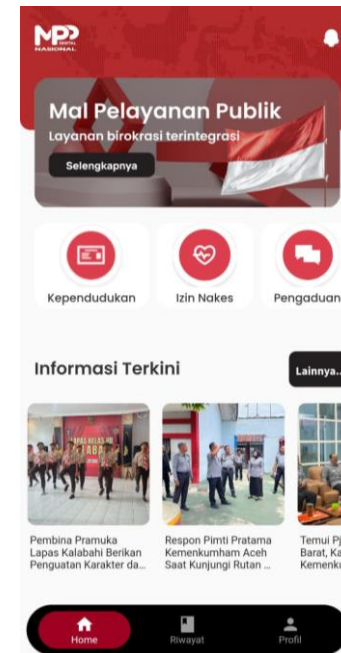 MPP
DIGITAL
NASIONAL
Mal Pelayanan Publik
Layanan birokrasi terintegrasi
Selengkapnya
Kependudukan
Izin Nakes
Pengaduan
Informasi Terkini
Lainnya..
Pembina Pramuka
Lapas Kalabahi Berikan
Penguatan Karakter da...
Respon Pimti Pratama
Kemenkumham Aceh
Saat Kunjungi Rutan ...
Temui Pj
Barat, Ka
Kemenku
Home
Riwayat
Profil